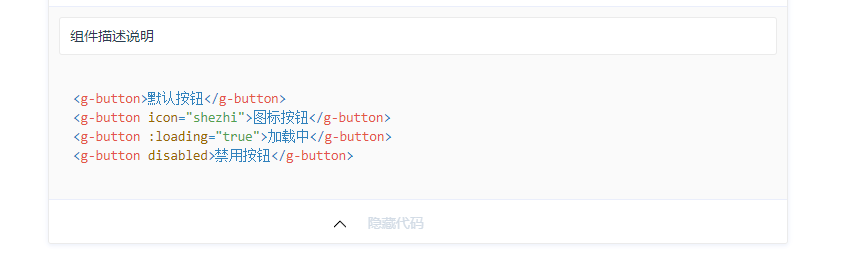 组件描述说明
<g-button>默认按钮</g-button>
<g-button icon="shezhi">图标按钮</g-button>
<g-button :loading="true">加载中</g-button>
<g-button disabled>禁用按钮</g-button>
隐藏代码